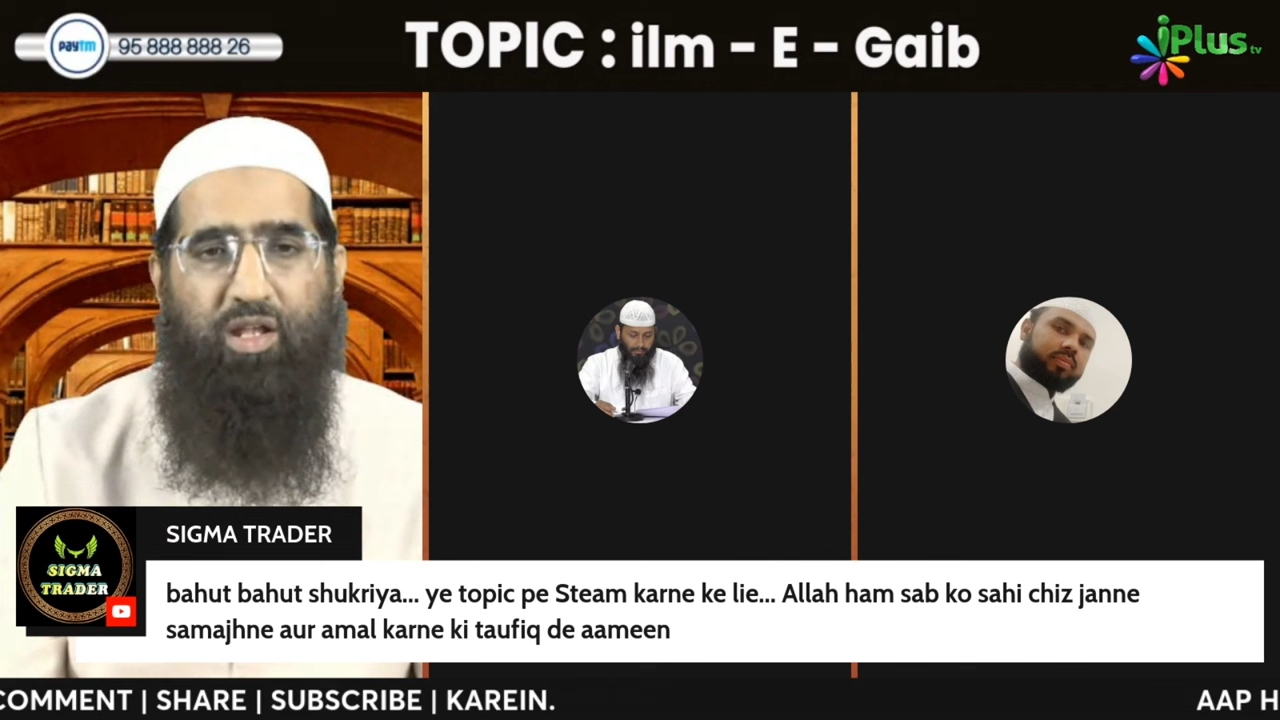 paytm 95 888 888 26
TOPIC : ilm - E - Gaib
iPlus tv
SIGMA TRADER
SIGMA
TRADER
bahut bahut shukriya... ye topic pe Steam karne ke lie... Allah ham sab ko sahi chiz janne
samajhne aur amal karne ki taufiq de aameen
COMMENT | SHARE | SUBSCRIBE | KAREIN.
AAP H